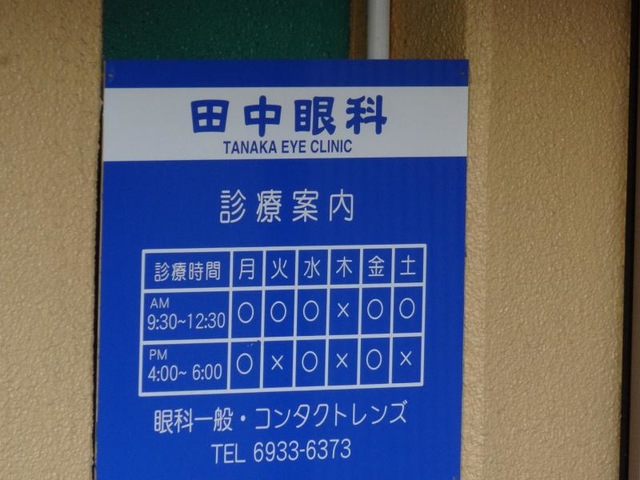 田中眼科
TANAKA EYE CLINIC
診療案内
診療時間 月 火 水 木 金 土
AM
9:30~12:30 ○ ○ ○ × ○ ○
PM
4:00~ 6:00 ○ × ○ × ○ ×
眼科一般・コンタクトレンズ
TEL 6933-6373